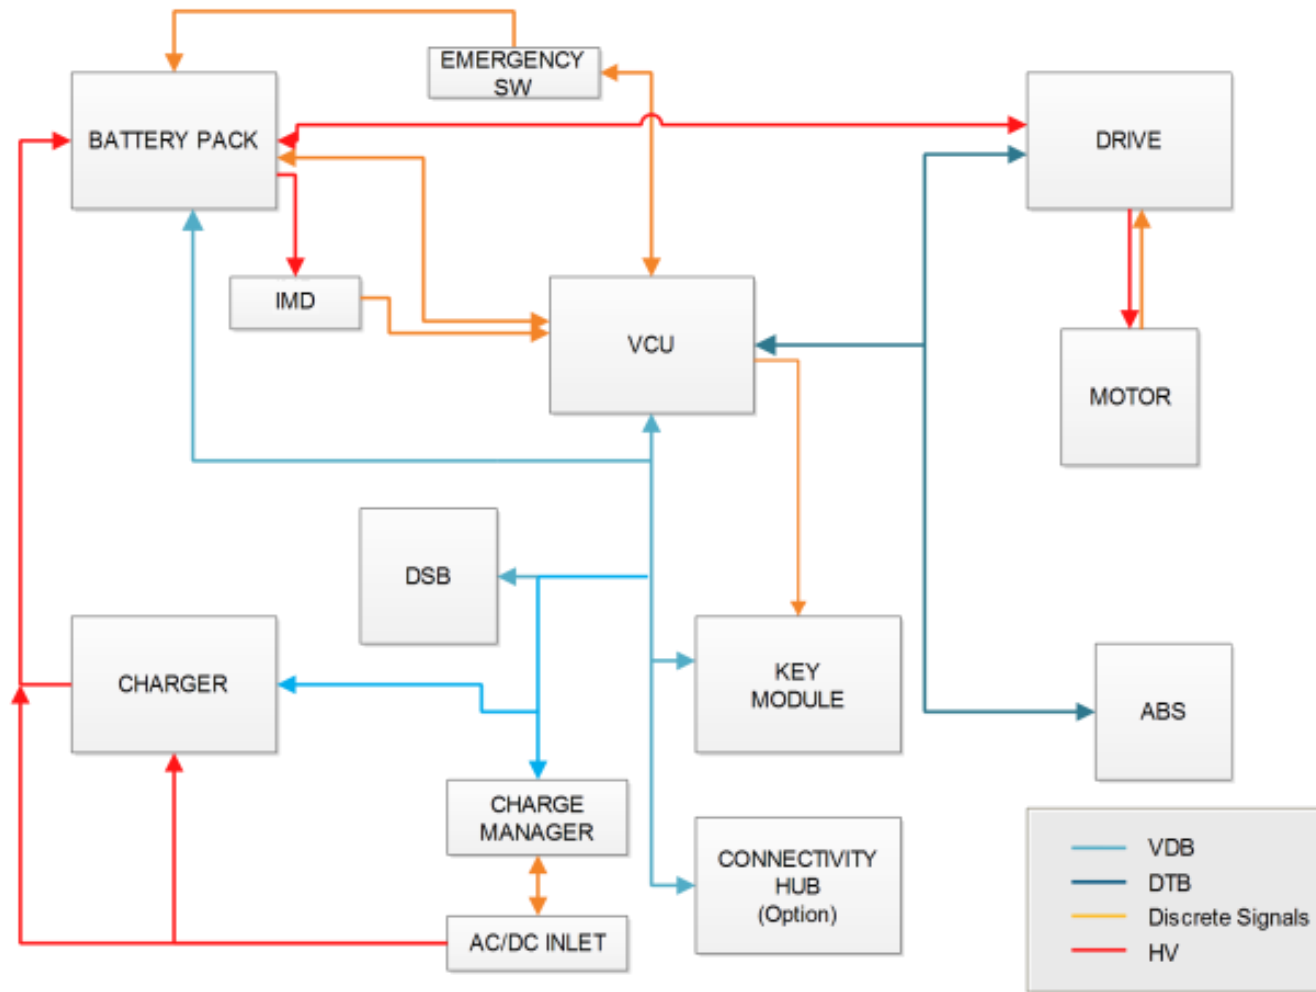 EMERGENCY
SW
BATTERY PACK
DRIVE
IMD
VCU
MOTOR
DSB
CHARGER
KEY
MODULE
ABS
CHARGE
MANAGER
CONNECTIVITY
HUB
(Option)
AC/DC INLET
VDB
DTB
Discrete Signals
HV